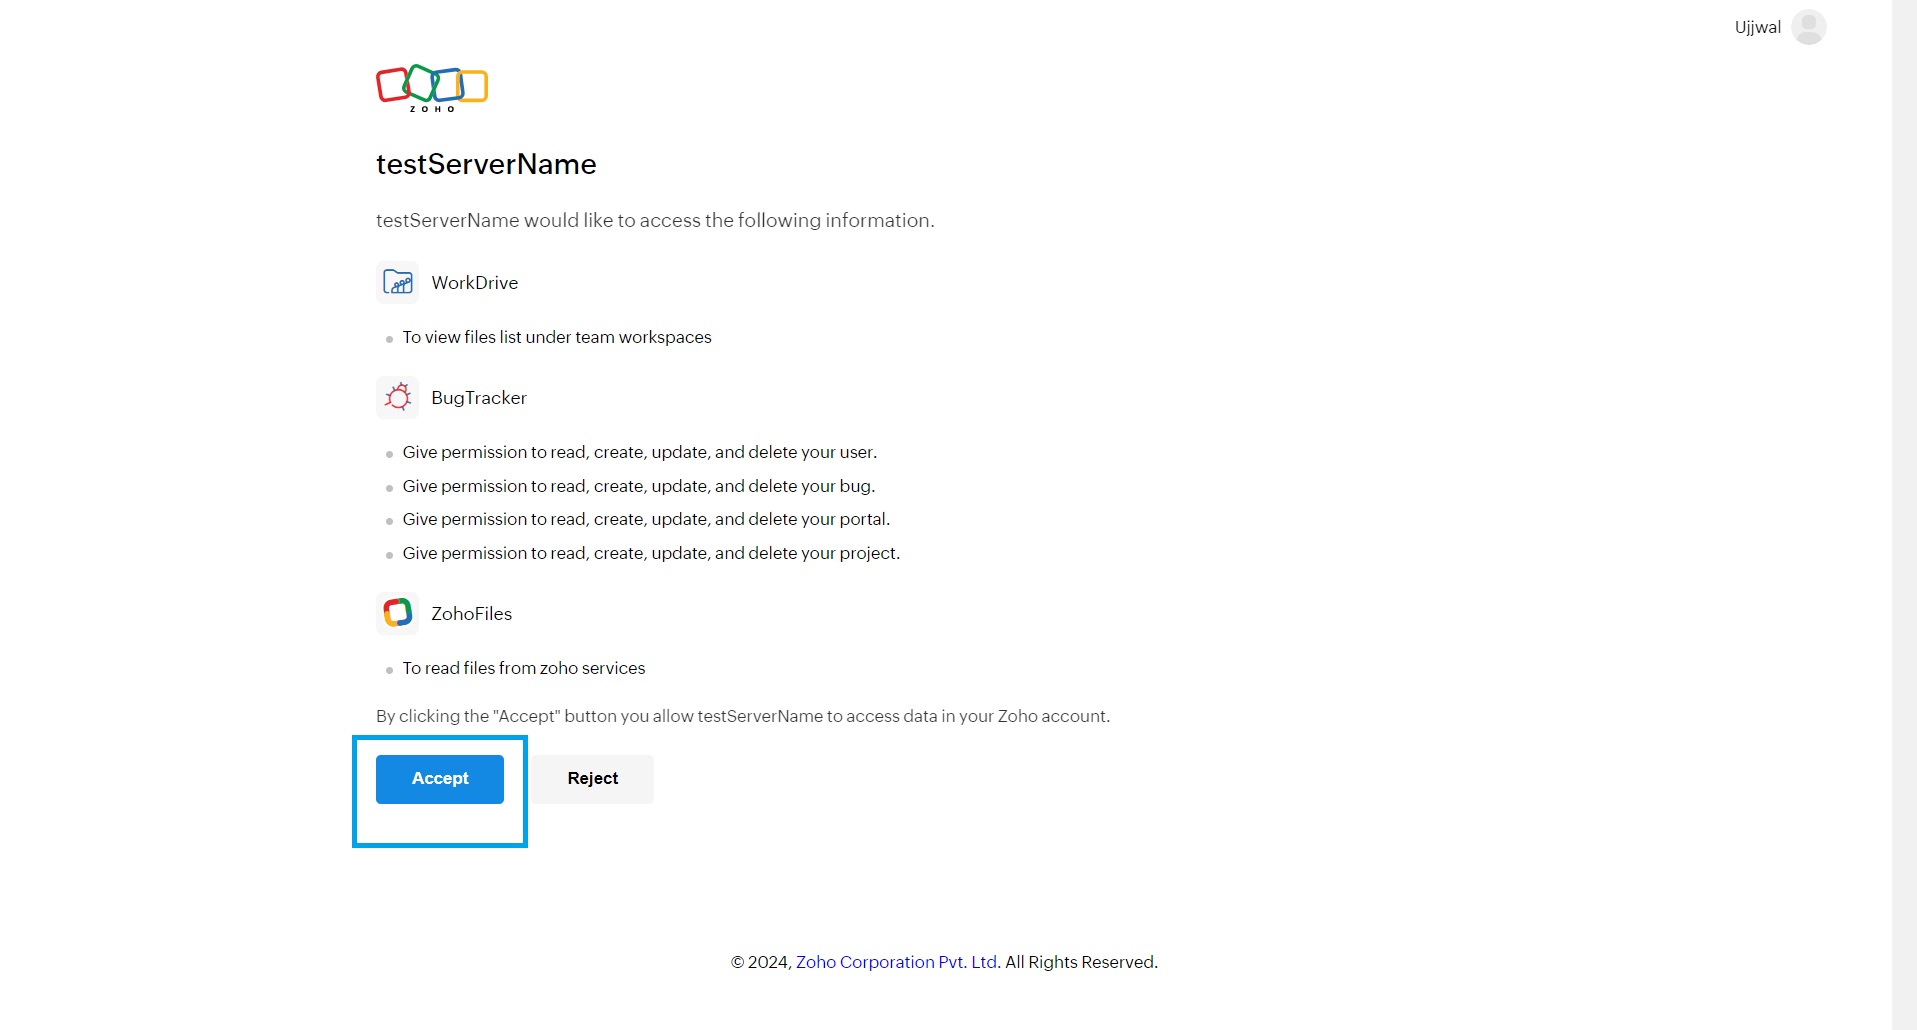 Ujjwal
ZOHO
testServerName
testServerName would like to access the following information.
WorkDrive
To view files list under team workspaces
BugTracker
Give permission to read, create, update, and delete your user.
Give permission to read, create, update, and delete your bug.
Give permission to read, create, update, and delete your portal.
Give permission to read, create, update, and delete your project.
ZohoFiles
To read files from zoho services
By clicking the "Accept" button you allow testServerName to access data in your Zoho account.
Accept Reject
© 2024, Zoho Corporation Pvt. Ltd. All Rights Reserved.